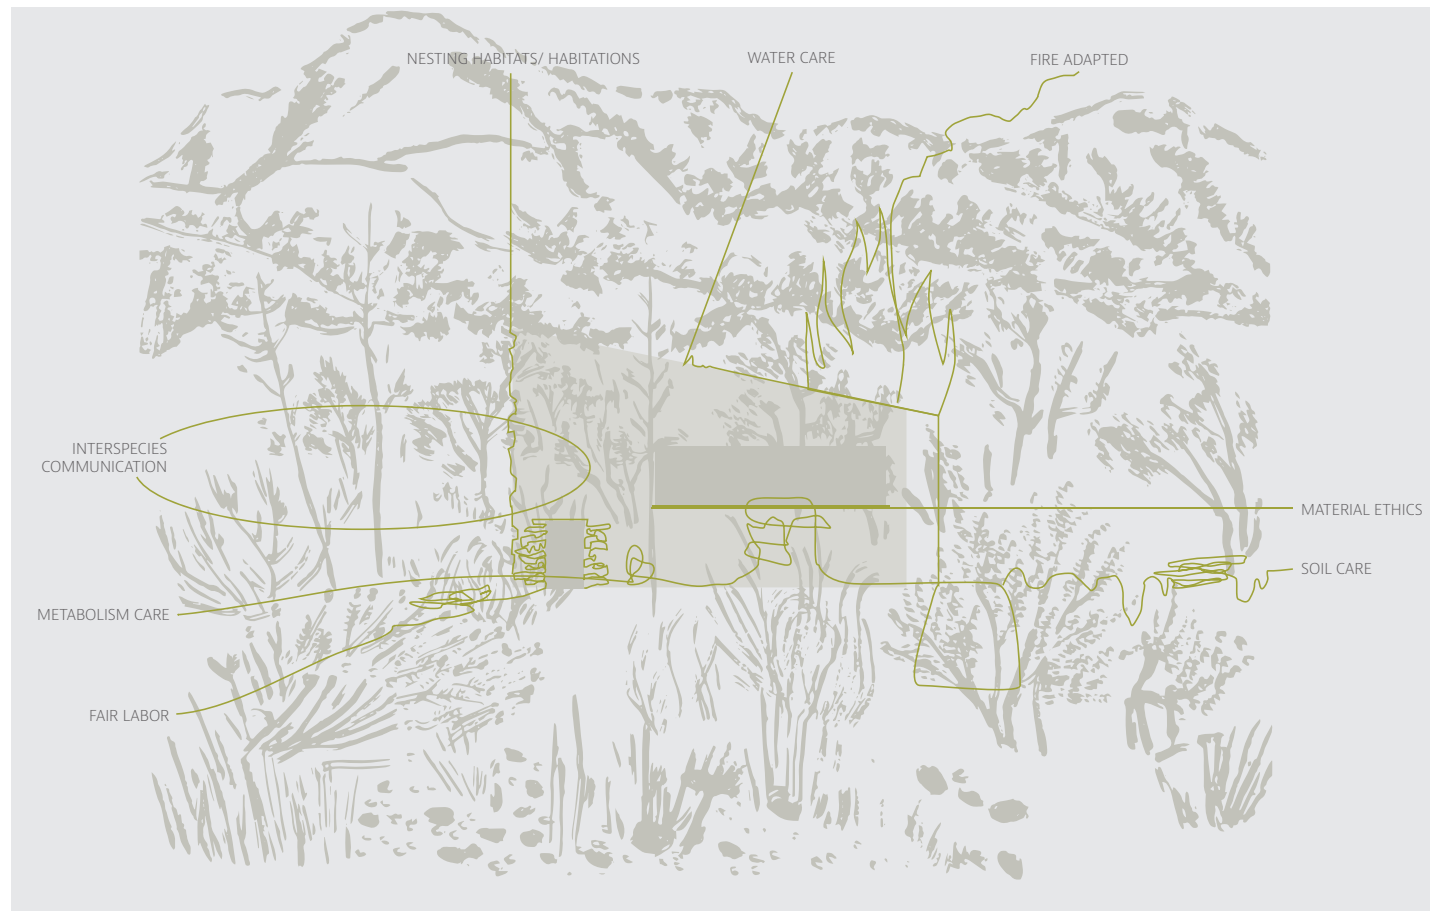 NESTING HABITATS/ HABITATIONS
WATER CARE
FIRE ADAPTED
INTERSPECIES
COMMUNICATION
MATERIAL ETHICS
SOIL CARE
METABOLISM CARE
FAIR LABOR